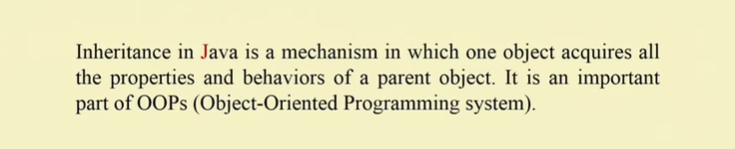 Inheritance in Java is a mechanism in which one object acquires all
the properties and behaviors of a parent object. It is an important
part of OOPs (Object-Oriented Programming system).